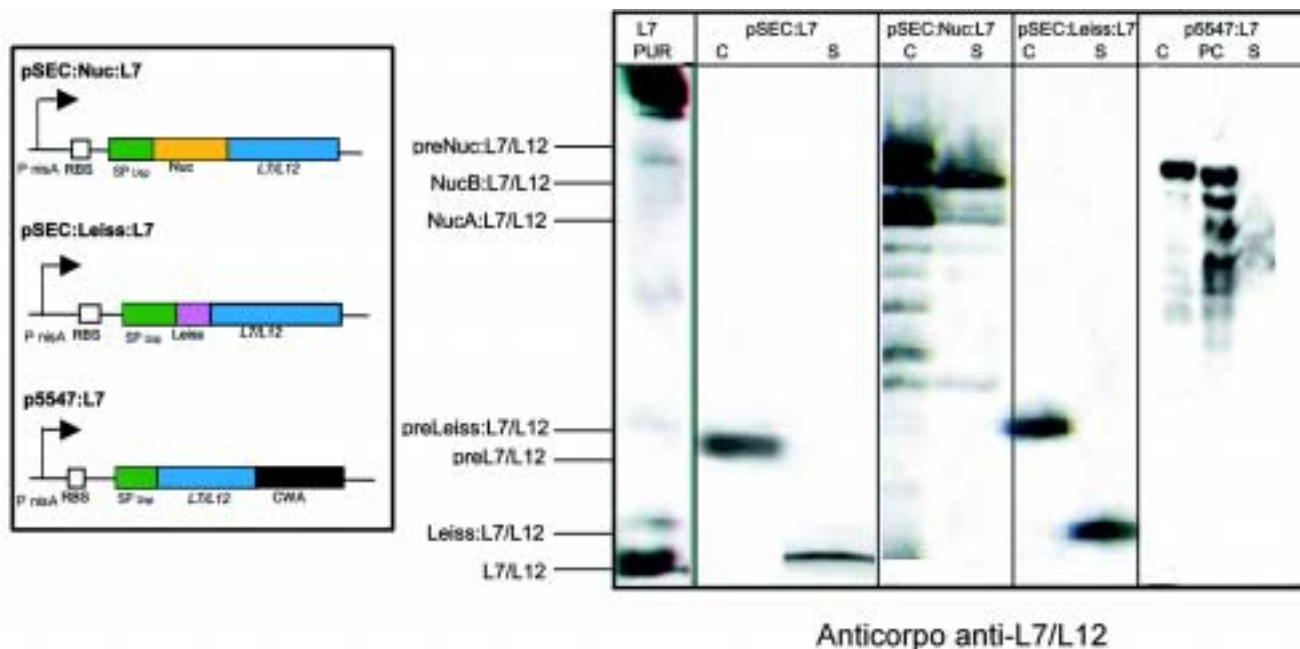 pSEC:Nuc:L7
P nisA RBS SP Usp Nuc L7/L12
pSEC:Leiss:L7
P nisA RBS SP Usp Leiss L7/L12
p5547:L7
P nisA RBS SP Usp L7/L12 CWA
preNuc:L7/L12
NucB:L7/L12
NucA:L7/L12
preLeiss:L7/L12
preL7/L12
Leiss:L7/L12
L7/L12
L7 pSEC:L7 pSEC:Nuc:L7 pSEC:Leiss:L7 p5547:L7
PUR C S C S C S C PC S
Anticorpo anti-L7/L12